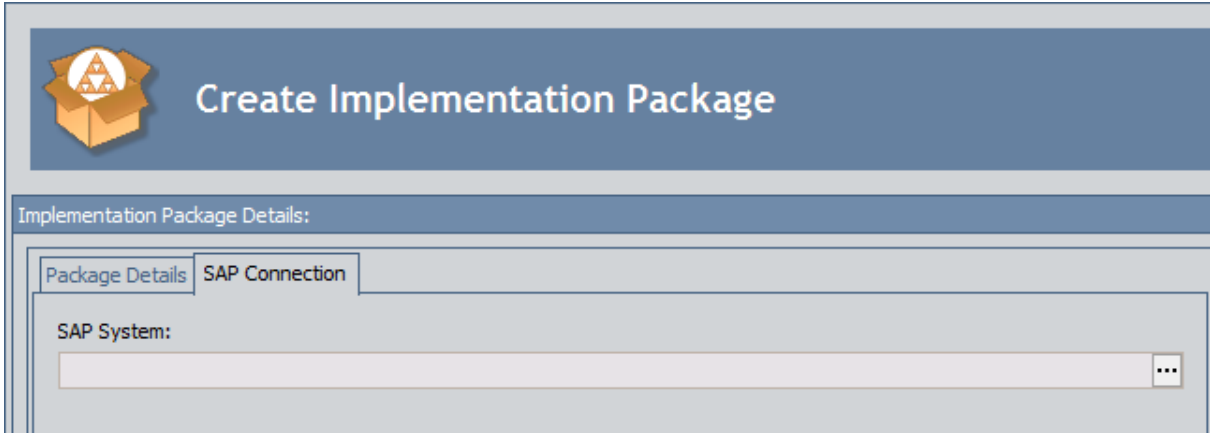 Create Implementation Package
Implementation Package Details:
Package Details SAP Connection
SAP System:
...